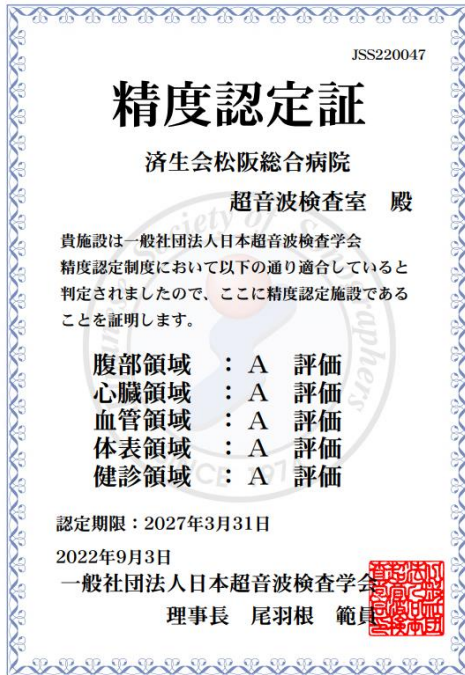 JSS220047
精度認定証
済生会松阪総合病院
超音波検査室　殿
貴施設は一般社団法人日本超音波検査学会
精度認定制度において以下の通り適合していると
判定されましたので、ここに精度認定施設である
ことを証明します。
腹部領域　：A　評価
心臓領域　：A　評価
血管領域　：A　評価
体表領域　：A　評価
健診領域　：A　評価
認定期限：2027年3月31日
2022年9月3日
一般社団法人日本超音波検査学会
理事長　尾羽根　範員
Society of Sonographers